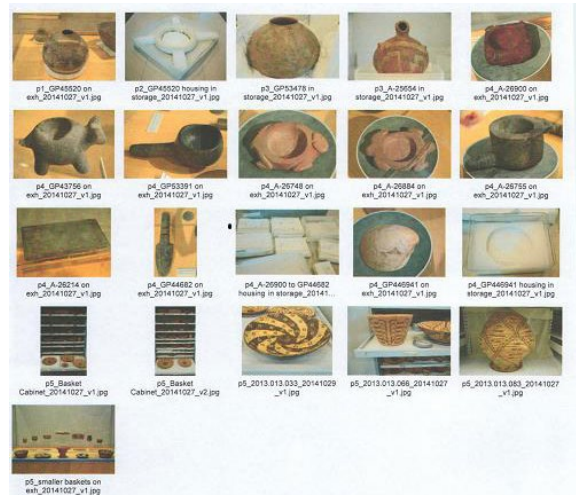 p1_GP45520 on
exh_20141027_v1.jpg
p2_GP45520 housing in
storage_20141027_v1.jpg
p3_GP53478 in
storage_20141027_v1.jpg
p3_A-25654 in
storage_20141027_v1.jpg
p4_A-26900 on
exh_20141027_v1.jpg
p4_GP43756 on
exh_20141027_v1.jpg
p4_GP53391 on
exh_20141027_v1.jpg
p4_A-26748 on
exh_20141027_v1.jpg
p4_A-26884 on
exh_20141027_v1.jpg
p4_A-26755 on
exh_20141027_v1.jpg
p4_A-26214 on
exh_20141027_v1.jpg
p4_GP44682 on
exh_20141027_v1.jpg
p4_A-26900 to GP44682
housing in storage_20141...
p4_GP446941 on
exh_20141027_v1.jpg
p4_GP446941 housing in
storage_20141027_v1.jpg
p5_Basket
Cabinet_20141027_v1.jpg
p5_Basket
Cabinet_20141027_v2.jpg
p5_2013.013.033_20141029
_v1.jpg
p5_2013.013.066_20141027
_v1.jpg
p5_2013.013.083_20141027
_v1.jpg
p5_smaller baskets on
exh_20141027_v1.jpg